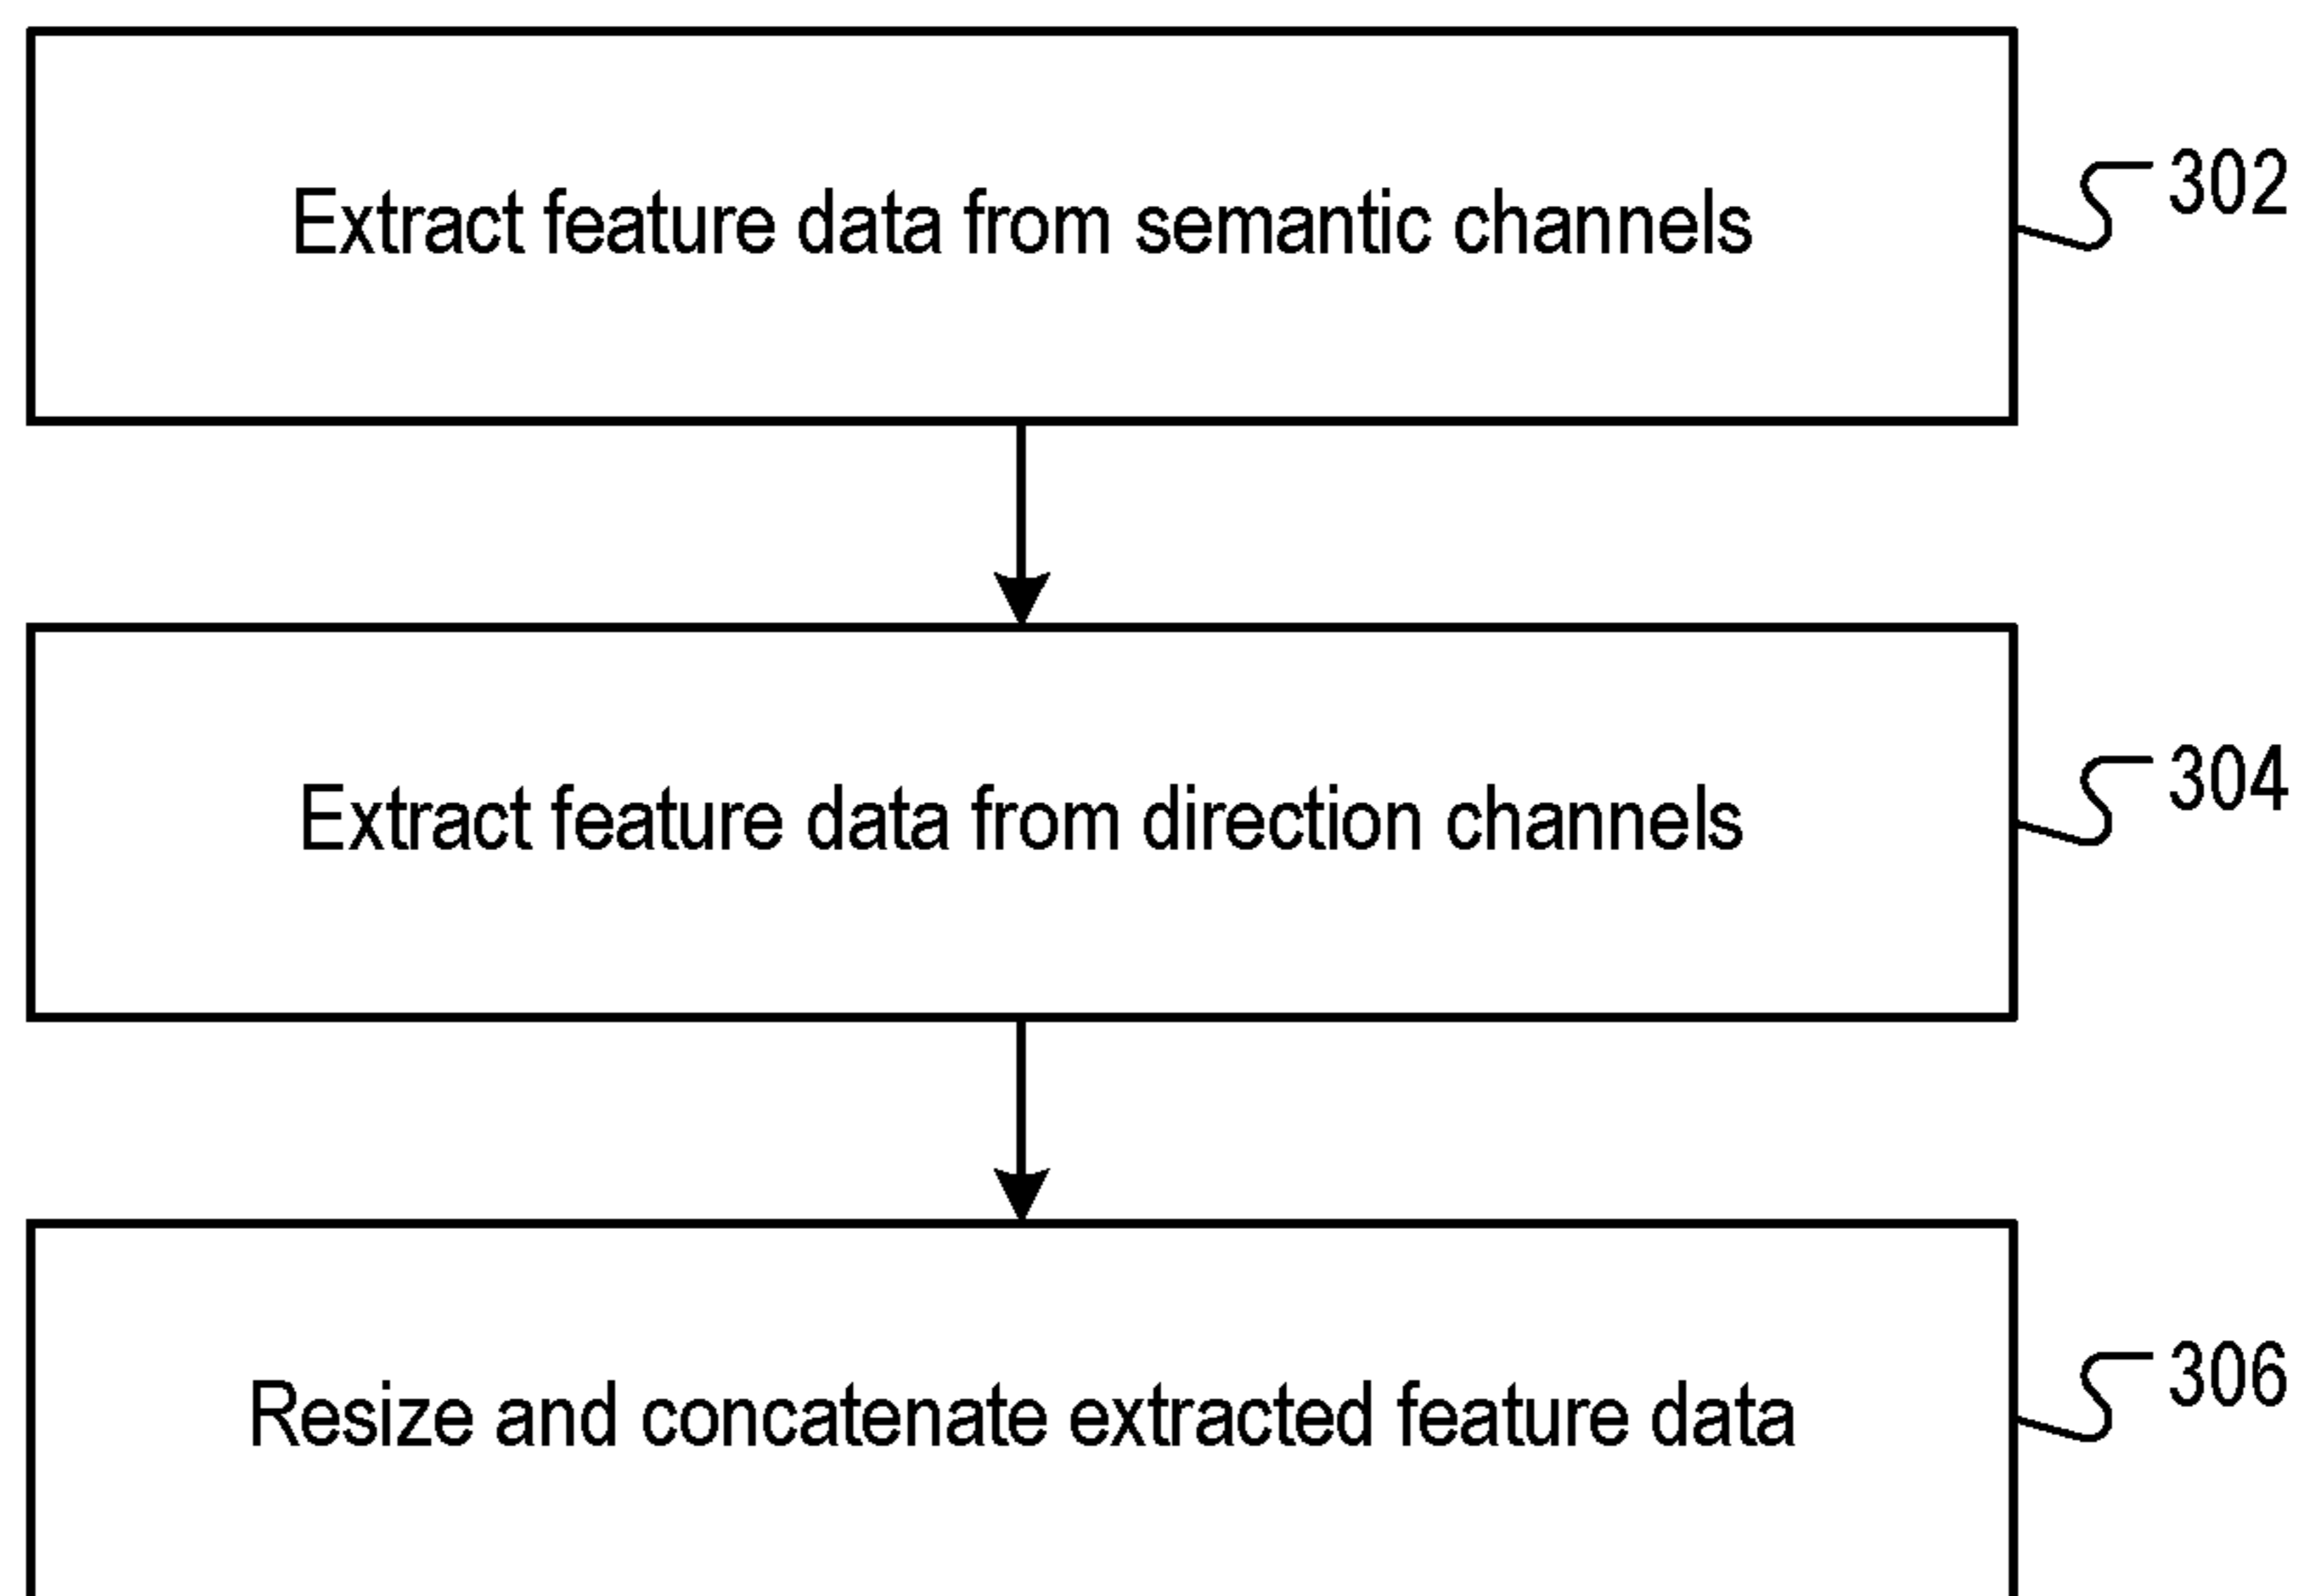 Extract feature data from semantic channels
302
Extract feature data from direction channels
304
Resize and concatenate extracted feature data
306